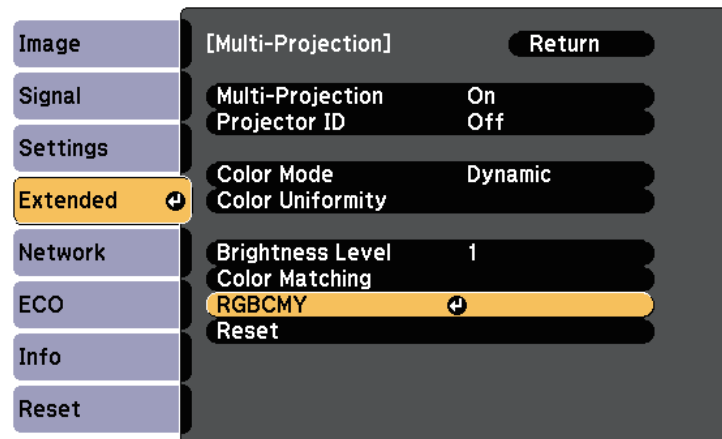 Image
Signal
Settings
Extended
Network
ECO
Info
Reset
[Multi-Projection] Return
Multi-Projection On
Projector ID Off
Color Mode Dynamic
Color Uniformity
Brightness Level 1
Color Matching
RGBCMY
Reset